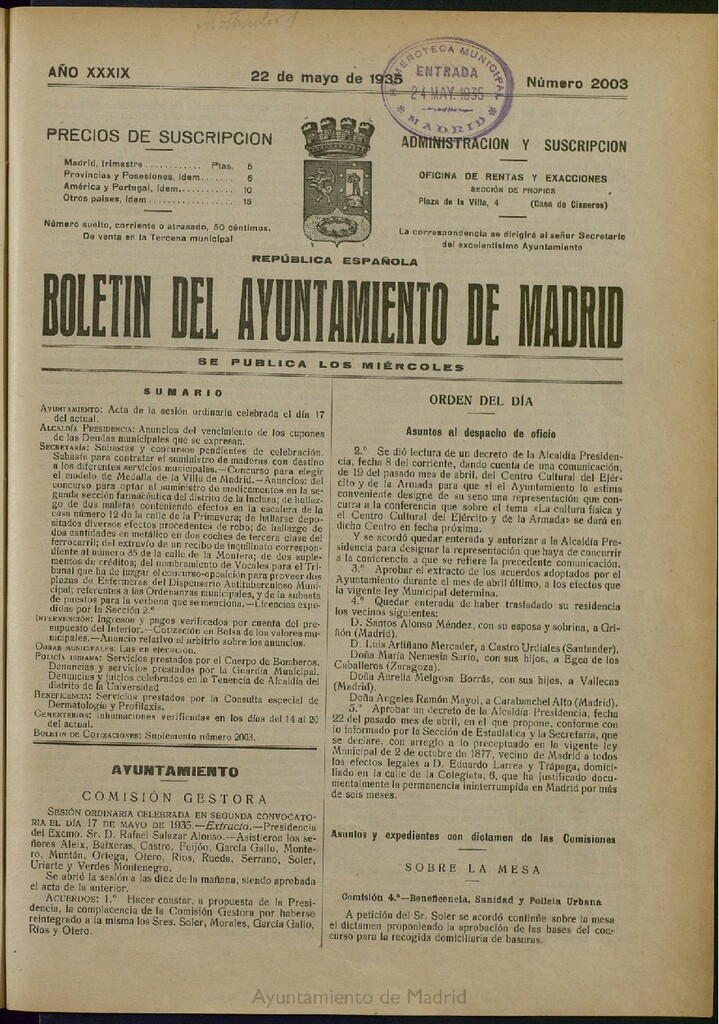 AÑO XXXIX
22 de mayo de 1935
Número 2003
HEMEROTECA MUNICIPAL
ENTRADA
24 MAY. 1935
MADRID
PRECIOS DE SUSCRIPCION
Madrid, trimestre ............ Ptas. 5
Provincias y Posesiones, ídem....... 6
América y Portugal, ídem........... 10
Otros países, ídem ................ 15
Número suelto, corriente o atrasado, 50 céntimos.
De venta en la Tercena municipal
ADMINISTRACION Y SUSCRIPCION
OFICINA DE RENTAS Y EXACCIONES
SECCIÓN DE PROPIOS
Plaza de la Villa, 4 (Casa de Cisneros)
La correspondencia se dirigirá al señor Secretario
del excelentísimo Ayuntamiento
REPÚBLICA ESPAÑOLA
BOLETIN DEL AYUNTAMIENTO DE MADRID
SE PUBLICA LOS MIÉRCOLES
SUMARIO
AYUNTAMIENTO: Acta de la sesión ordinaria celebrada el día 17
del actual.
ALCALDÍA PRESIDENCIA: Anuncios del vencimiento de los cupones
de las Deudas municipales que se expresan.
SECRETARÍA: Subastas y concursos pendientes de celebración.
Subasta para contratar el suministro de maderas con destino
a los diferentes servicios municipales.—Concurso para elegir
el modelo de Medalla de la Villa de Madrid.—Anuncios: del
concurso para optar al suministro de medicamentos en la se-
gunda sección farmacéutica del distrito de la Inclusa; de hallaz-
go de dos maletas conteniendo efectos en la escalera de la
casa número 12 de la calle de la Primavera; de hallarse depo-
sitados diversos efectos procedentes de robo; de hallazgo de
dos cantidades en metálico en dos coches de tercera clase del
ferrocarril; del extravío de un recibo de inquilinato correspon-
diente al número 35 de la calle de la Montera; de dos suple-
mentos de créditos; del nombramiento de Vocales para el Tri-
bunal que ha de juzgar el concurso-oposición para proveer dos
plazas de Enfermeras del Dispensario Antituberculoso Muni-
cipal; referentes a las Ordenanzas municipales, y de la subasta
de puestos para la verbena que se menciona.—Licencias expe-
didas por la Sección 2.ª
INTERVENCIÓN: Ingresos y pagos verificados por cuenta del pre-
supuesto del Interior.—Cotización en Bolsa de los valores mu-
nicipales.—Anuncio relativo al arbitrio sobre los anuncios.
OBRAS MUNICIPALES: Las en ejecución.
POLICÍA URBANA: Servicios prestados por el Cuerpo de Bomberos.
Denuncias y servicios prestados por la Guardia Municipal.
Denuncias y juicios celebrados en la Tenencia de Alcaldía del
distrito de la Universidad
BENEFICENCIA: Servicios prestados por la Consulta especial de
Dermatología y Profilaxis.
CEMENTERIOS: Inhumaciones verificadas en los días del 14 al 20
del actual.
BOLETÍN DE COTIZACIONES: Suplemento número 2003.
AYUNTAMIENTO
COMISIÓN GESTORA
SESIÓN ORDINARIA CELEBRADA EN SEGUNDA CONVOCATO-
RIA EL DÍA 17 DE MAYO DE 1935.—Extracto.—Presidencia
del Excmo. Sr. D. Rafael Salazar Alonso.—Asistieron los se-
ñores Aleix, Baixeras, Castro, Feijóo, García Gallo, Monte-
ro, Muntán, Ortega, Otero, Ríos, Rueda, Serrano, Soler,
Uriarte y Verdes Montenegro.
Se abrió la sesión a las diez de la mañana, siendo aprobada
el acta de la anterior.
ACUERDOS: 1.º Hacer constar, a propuesta de la Presi-
dencia, la complacencia de la Comisión Gestora por haberse
reintegrado a la misma los Sres. Soler, Morales, García Gallo,
Ríos y Otero.
ORDEN DEL DÍA
Asuntos al despacho de oficio
2.º Se dió lectura de un decreto de la Alcaldía Presiden-
cia, fecha 8 del corriente, dando cuenta de una comunicación,
de 19 del pasado mes de abril, del Centro Cultural del Ejér-
cito y de la Armada para que si el Ayuntamiento lo estima
conveniente designe de su seno una representación que con-
curra a la conferencia que sobre el tema «La cultura física y
el Centro Cultural del Ejército y de la Armada» se dará en
dicho Centro en fecha próxima.
Y se acordó quedar enterada y autorizar a la Alcaldía Pre-
sidencia para designar la representación que haya de concurrir
a la conferencia a que se refiere la precedente comunicación.
3.º Aprobar el extracto de los acuerdos adoptados por el
Ayuntamiento durante el mes de abril último, a los efectos que
la vigente ley Municipal determina.
4.º Quedar enterada de haber trasladado su residencia
los vecinos siguientes:
D. Santos Alonso Méndez, con su esposa y sobrina, a Gri-
ñón (Madrid).
D. Luis Artiñano Mercader, a Castro Urdiales (Santander).
Doña María Nemesia Sario, con sus hijos, a Egea de los
Caballeros (Zaragoza).
Doña Aurelia Melgosa Borrás, con sus hijos, a Vallecas
(Madrid).
Doña Angeles Ramón Mayol, a Carabanchel Alto (Madrid).
5.º Aprobar un decreto de la Alcaldía Presidencia, fecha
22 del pasado mes de abril, en el que propone, conforme con
lo informado por la Sección de Estadística y la Secretaría, que
se declare, con arreglo a lo preceptuado en la vigente ley
Municipal de 2 de octubre de 1877, vecino de Madrid a todos
los efectos legales a D. Eduardo Larrea y Trápaga, domici-
liado en la calle de la Colegiata, 6, que ha justificado docu-
mentalmente la permanencia ininterrumpida en Madrid por más
de seis meses.
Asuntos y expedientes con dictamen de las Comisiones
SOBRE LA MESA
Comisión 4.ª—Beneficencia, Sanidad y Policía Urbana
A petición del Sr. Soler se acordó continúe sobre la mesa
el dictamen proponiendo la aprobación de las bases del con-
curso para la recogida domiciliaria de basuras.
Ayuntamiento de Madrid